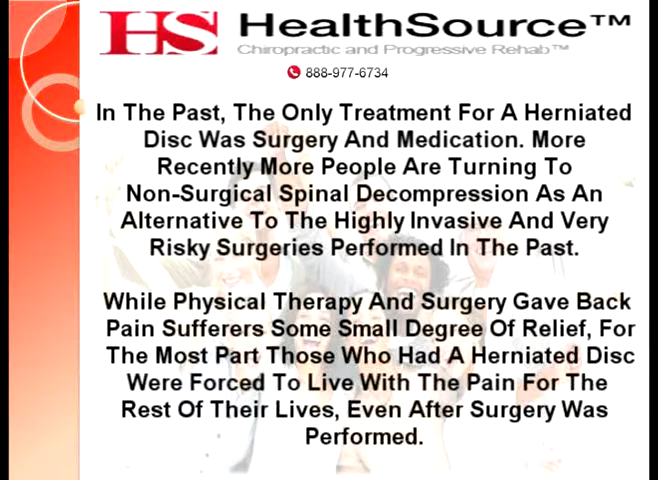 HS HealthSource™
Chiropractic and Progressive Rehab™
888-977-6734
In The Past, The Only Treatment For A Herniated
Disc Was Surgery And Medication. More
Recently More People Are Turning To
Non-Surgical Spinal Decompression As An
Alternative To The Highly Invasive And Very
Risky Surgeries Performed In The Past.
While Physical Therapy And Surgery Gave Back
Pain Sufferers Some Small Degree Of Relief, For
The Most Part Those Who Had A Herniated Disc
Were Forced To Live With The Pain For The
Rest Of Their Lives, Even After Surgery Was
Performed.